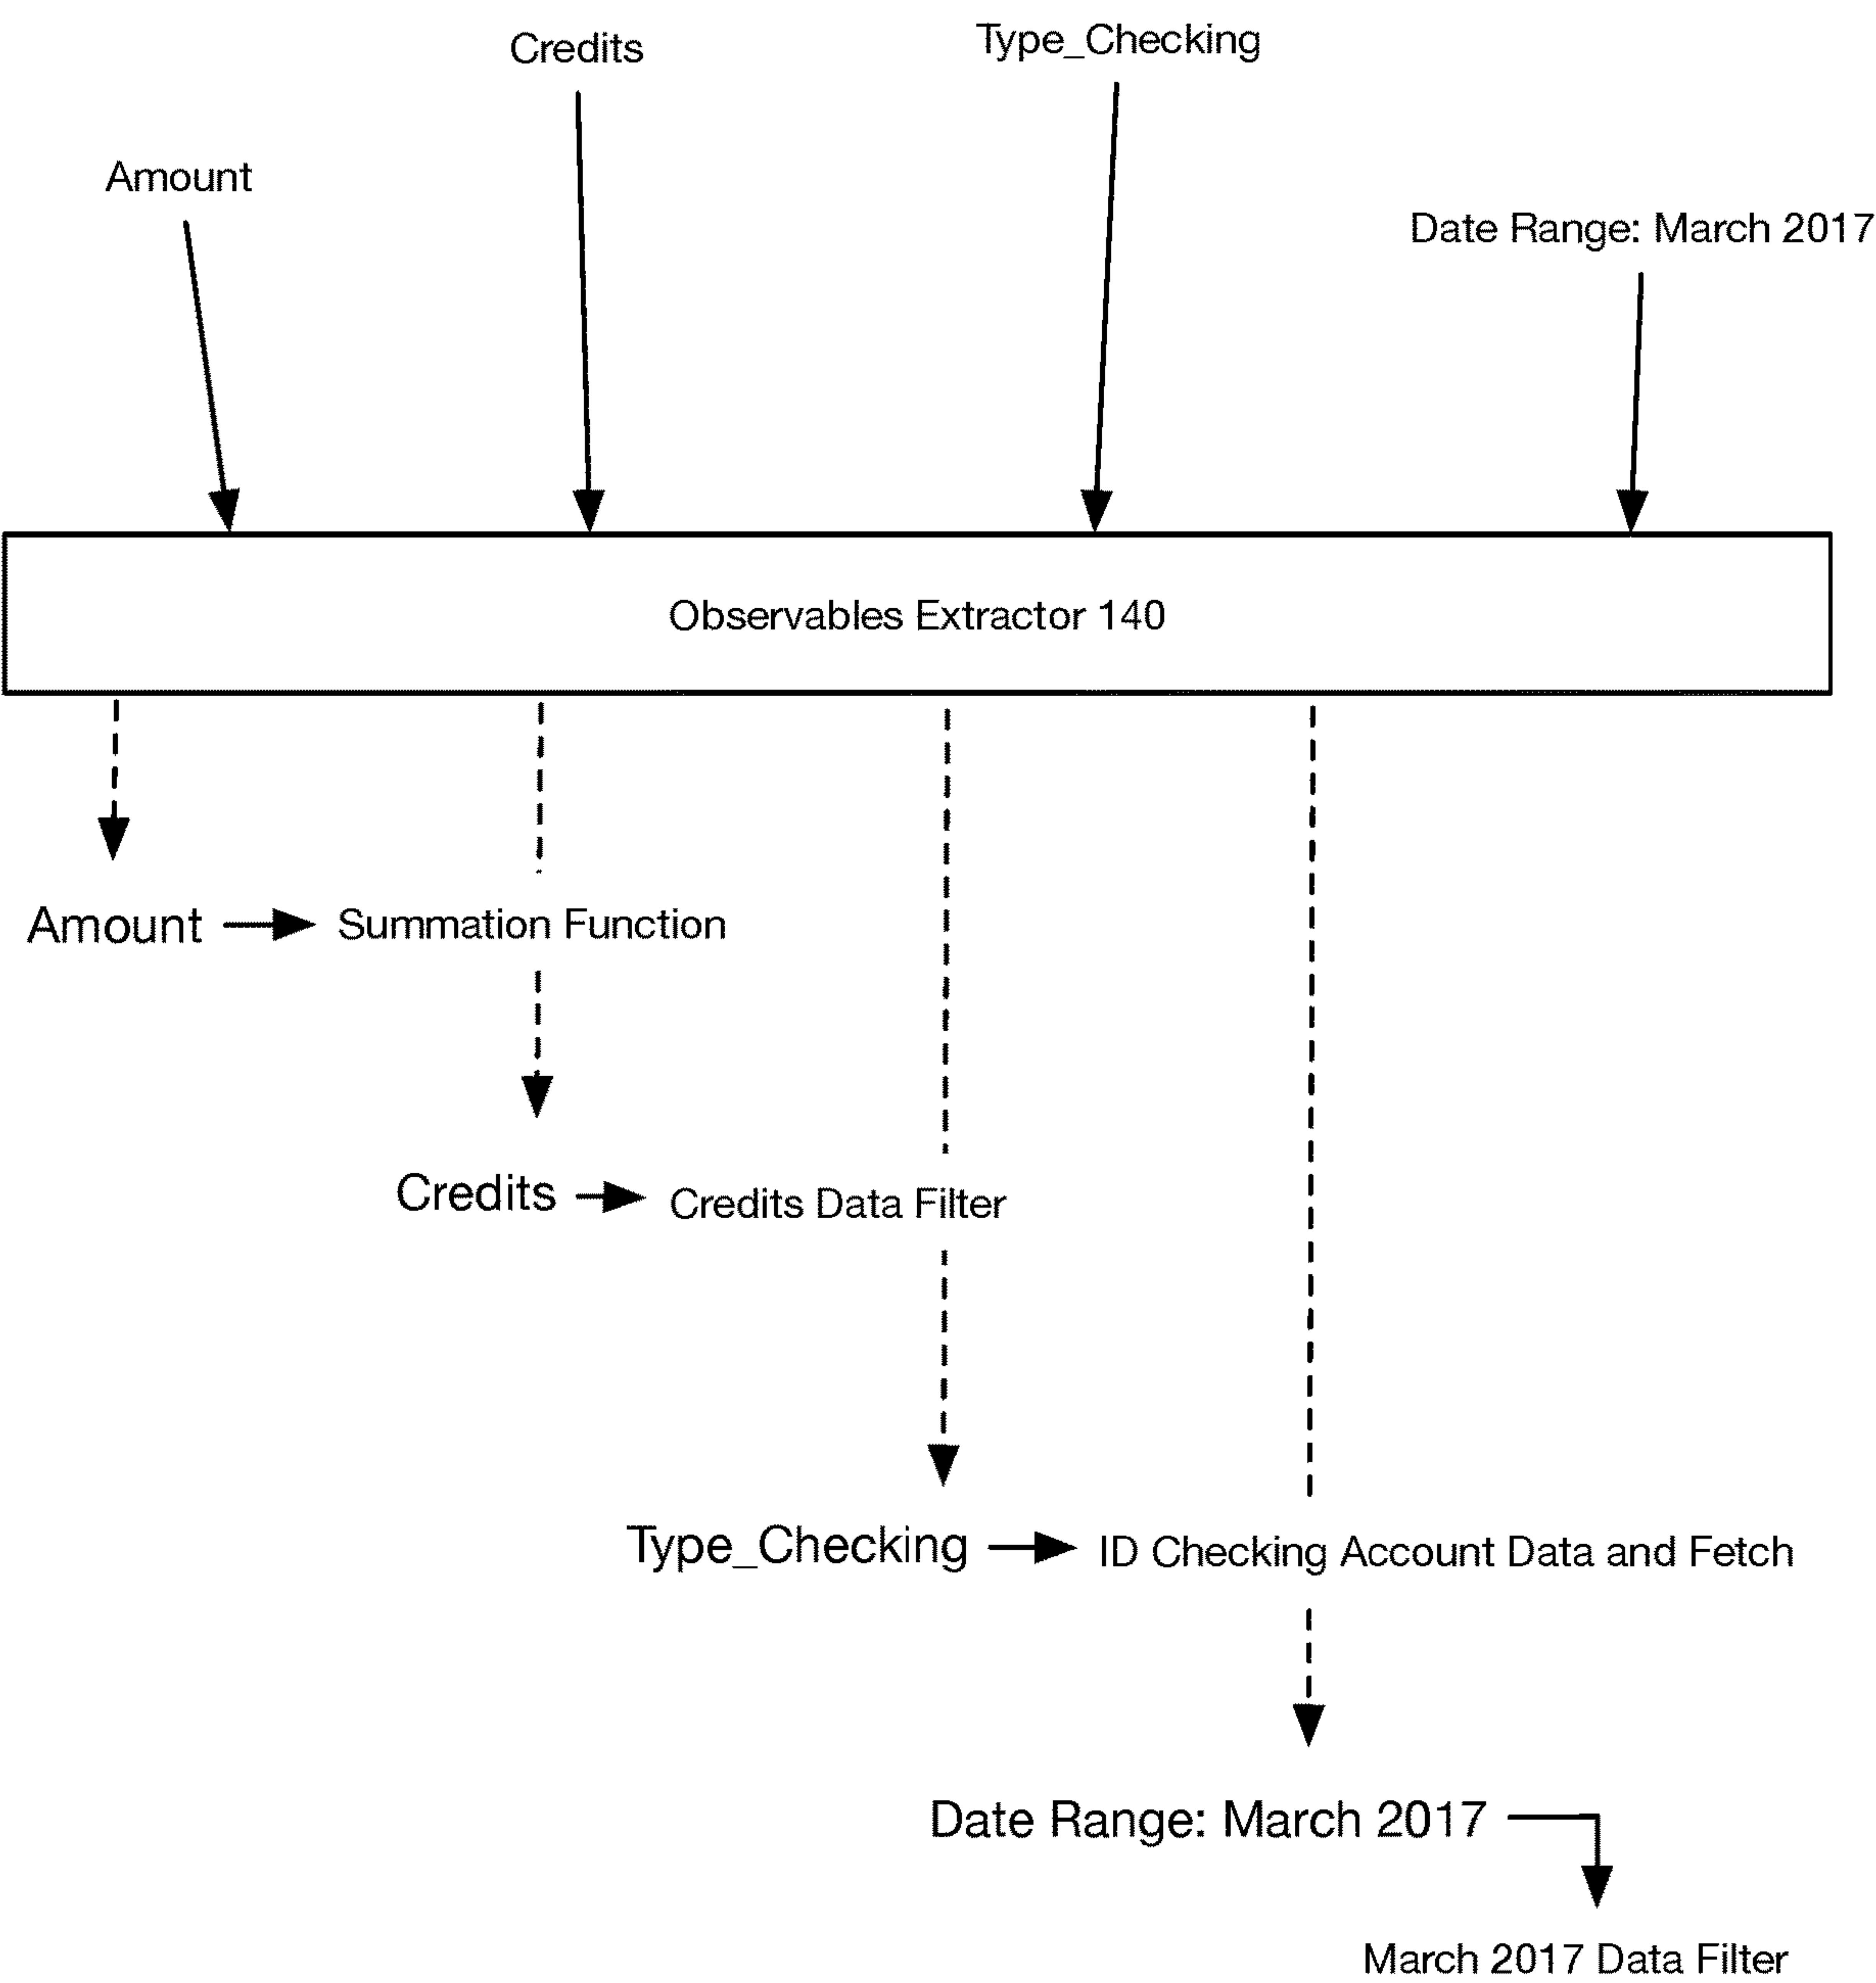 Credits
Type_Checking
Amount
Date Range: March 2017
Observables Extractor 140
Amount
Summation Function
Credits
Credits Data Filter
Type_Checking
ID Checking Account Data and Fetch
Date Range: March 2017
March 2017 Data Filter